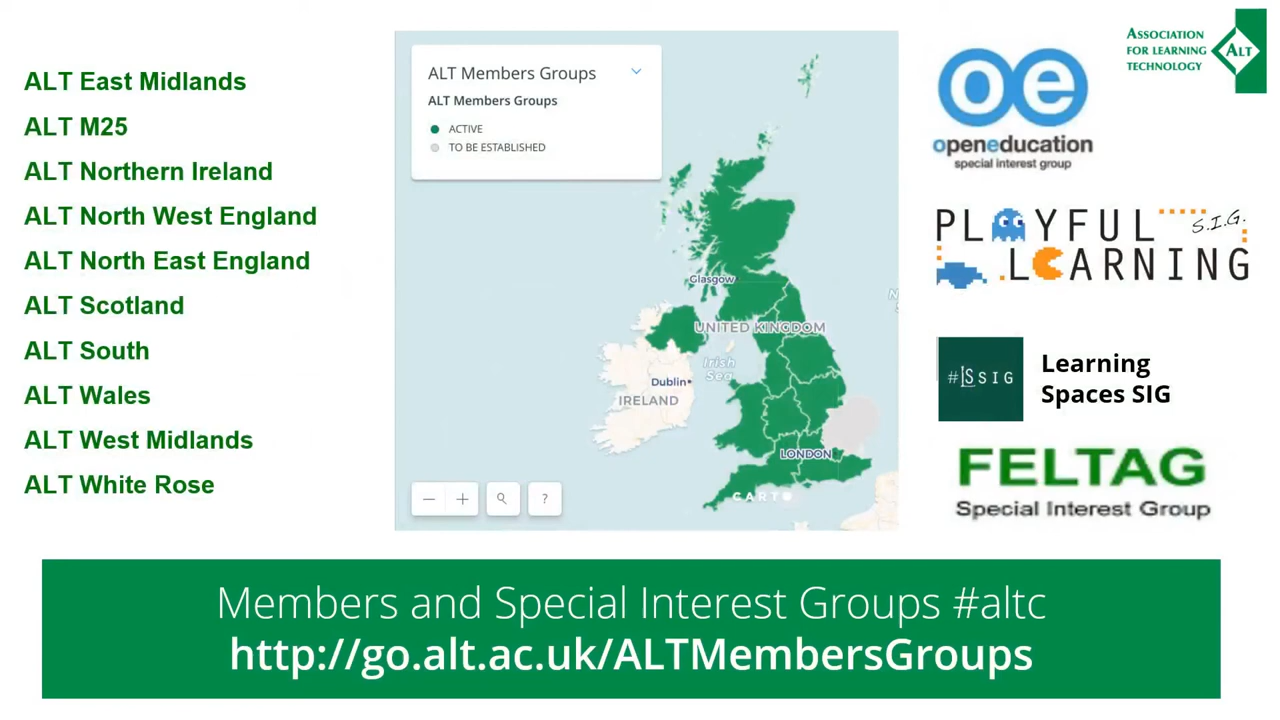 ALT East Midlands
ALT M25
ALT Northern Ireland
ALT North West England
ALT North East England
ALT Scotland
ALT South
ALT Wales
ALT West Midlands
ALT White Rose
ALT Members Groups
ALT Members Groups
ACTIVE
TO BE ESTABLISHED
Glasgow
UNITED KINGDOM
Irish
Sea
Dublin
IRELAND
LONDON
CARTO
?
oe
openeducation
special interest group
ASSOCIATION
FOR LEARNING
TECHNOLOGY
ALT
PLAYFUL S.I.G.
LEARNING
#LSSIG
Learning
Spaces SIG
FELTAG
Special Interest Group
Members and Special Interest Groups #altc
http://go.alt.ac.uk/ALTMembersGroups